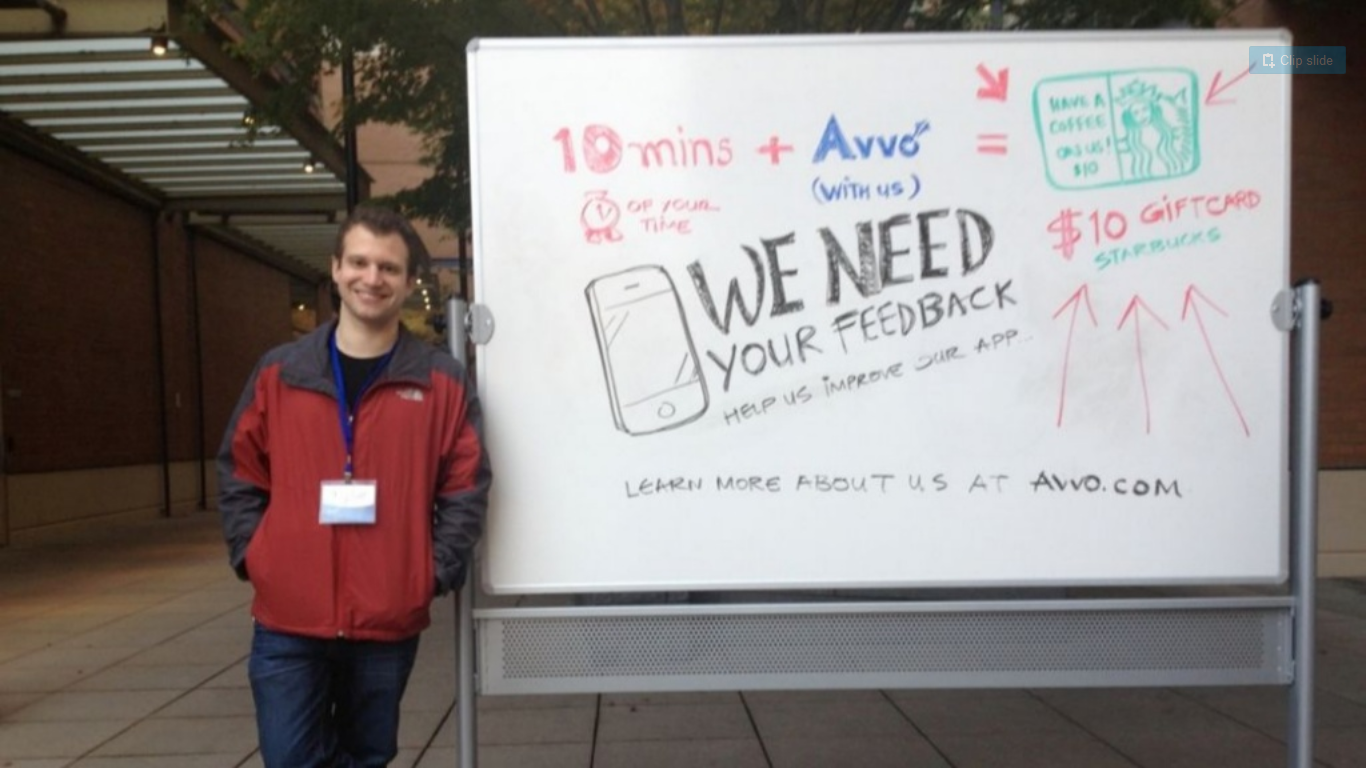 Clip slide
10 mins + Avvo =
(WITH US)
OF YOUR
TIME
HAVE A
COFFEE
ON US!
$10
$10 GIFTCARD
STARBUCKS
WE NEED
YOUR FEEDBACK
HELP US IMPROVE OUR APP
LEARN MORE ABOUT US AT AVVO.COM